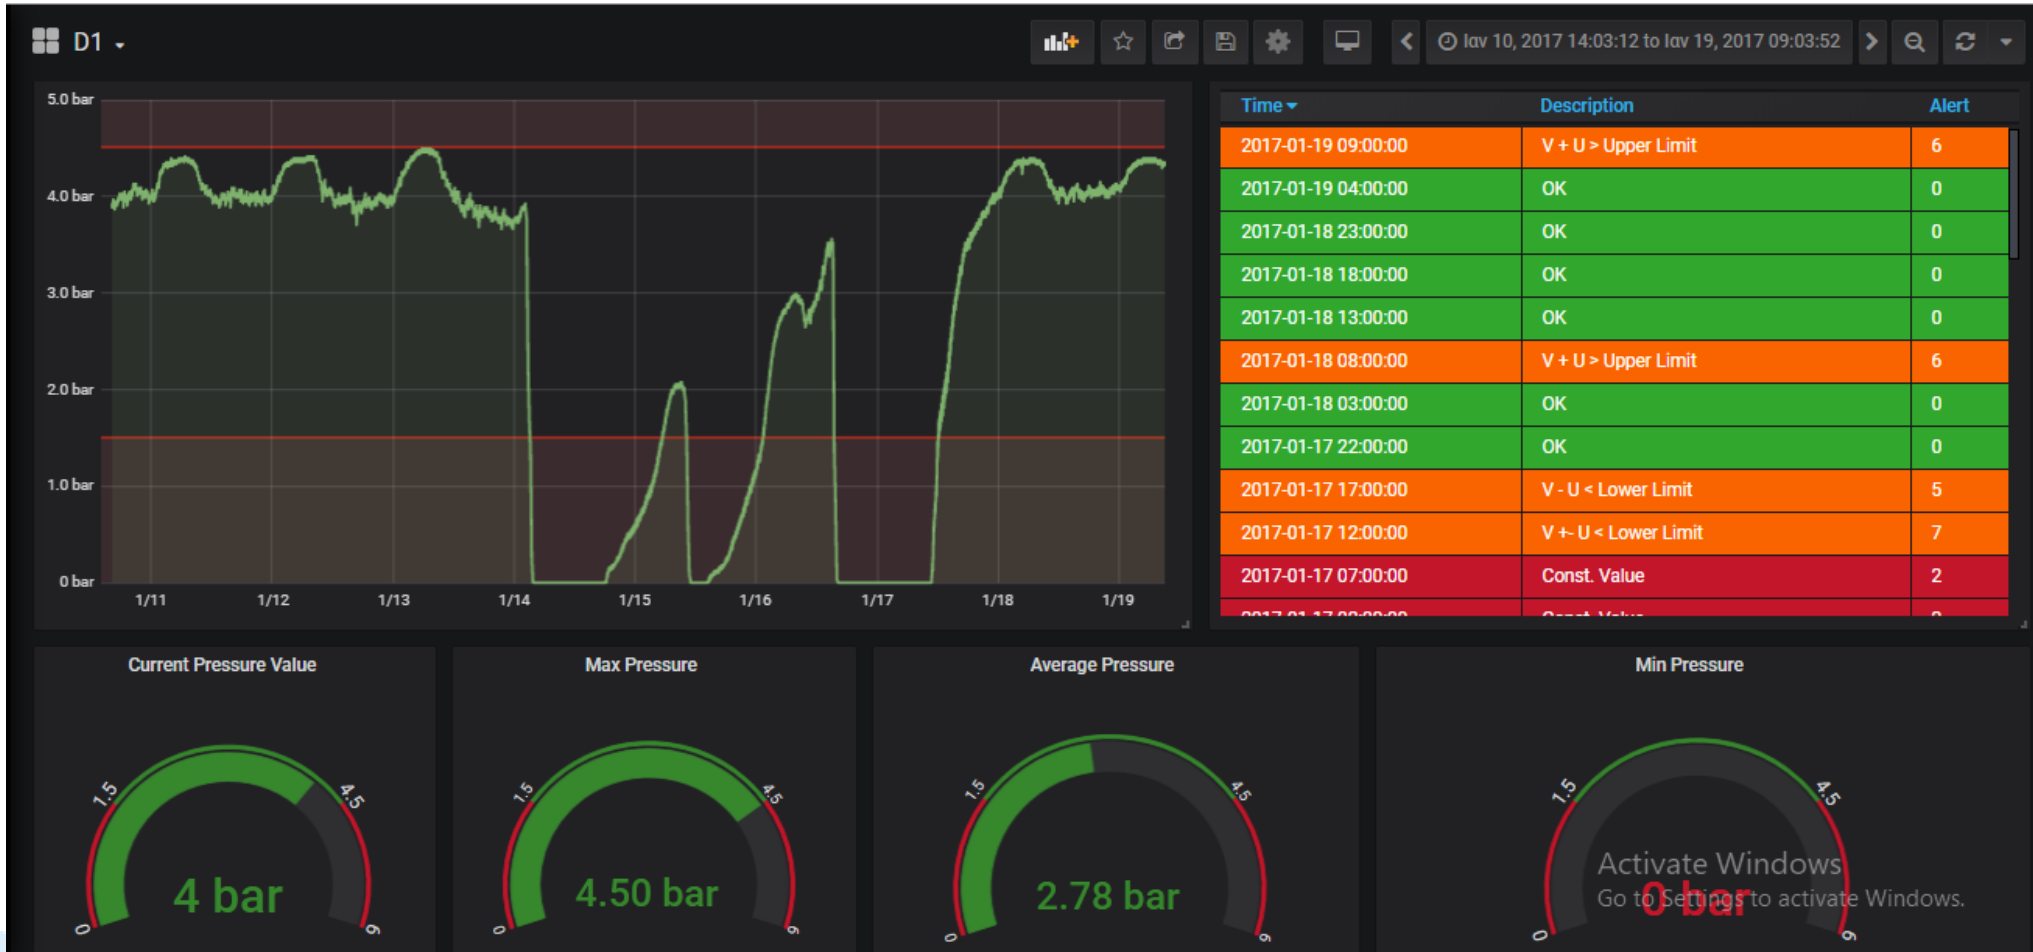 D1
Ιαν 10, 2017 14:03:12 to Ιαν 19, 2017 09:03:52
5.0 bar
4.0 bar
3.0 bar
2.0 bar
1.0 bar
0 bar
1/11 1/12 1/13 1/14 1/15 1/16 1/17 1/18 1/19
Time Description Alert
2017-01-19 09:00:00 V + U > Upper Limit 6
2017-01-19 04:00:00 OK 0
2017-01-18 23:00:00 OK 0
2017-01-18 18:00:00 OK 0
2017-01-18 13:00:00 OK 0
2017-01-18 08:00:00 V + U > Upper Limit 6
2017-01-18 03:00:00 OK 0
2017-01-17 22:00:00 OK 0
2017-01-17 17:00:00 V - U < Lower Limit 5
2017-01-17 12:00:00 V +- U < Lower Limit 7
2017-01-17 07:00:00 Const. Value 2
Current Pressure Value
0 1.5 4.5 6
4 bar
Max Pressure
0 1.5 4.5 6
4.50 bar
Average Pressure
0 1.5 4.5 6
2.78 bar
Min Pressure
0 1.5 4.5 6
0 bar
Activate Windows
Go to Settings to activate Windows.